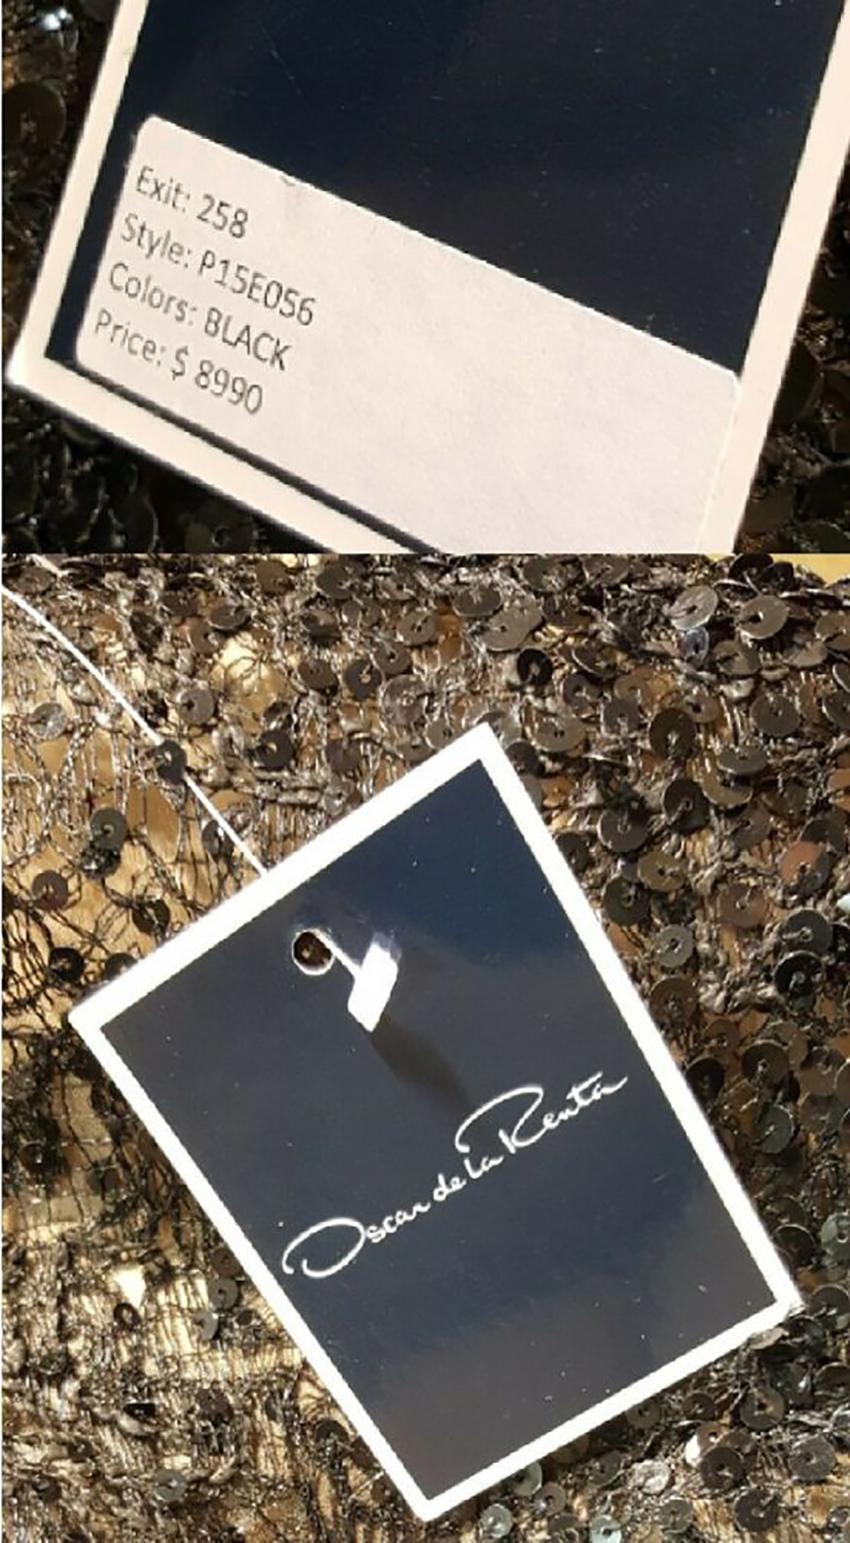 Exit: 258
Style: P15E056
Colors: BLACK
Price: $ 8990
Oscar de la Renta